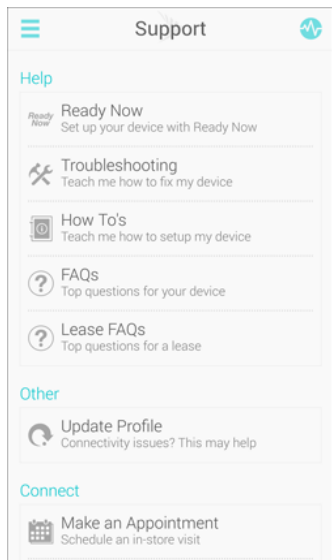 Support
Help
Ready Now
Ready Now
Set up your device with Ready Now
Troubleshooting
Teach me how to fix my device
How To's
Teach me how to setup my device
FAQs
Top questions for your device
Lease FAQs
Top questions for a lease
Other
Update Profile
Connectivity issues? This may help
Connect
Make an Appointment
Schedule an in-store visit